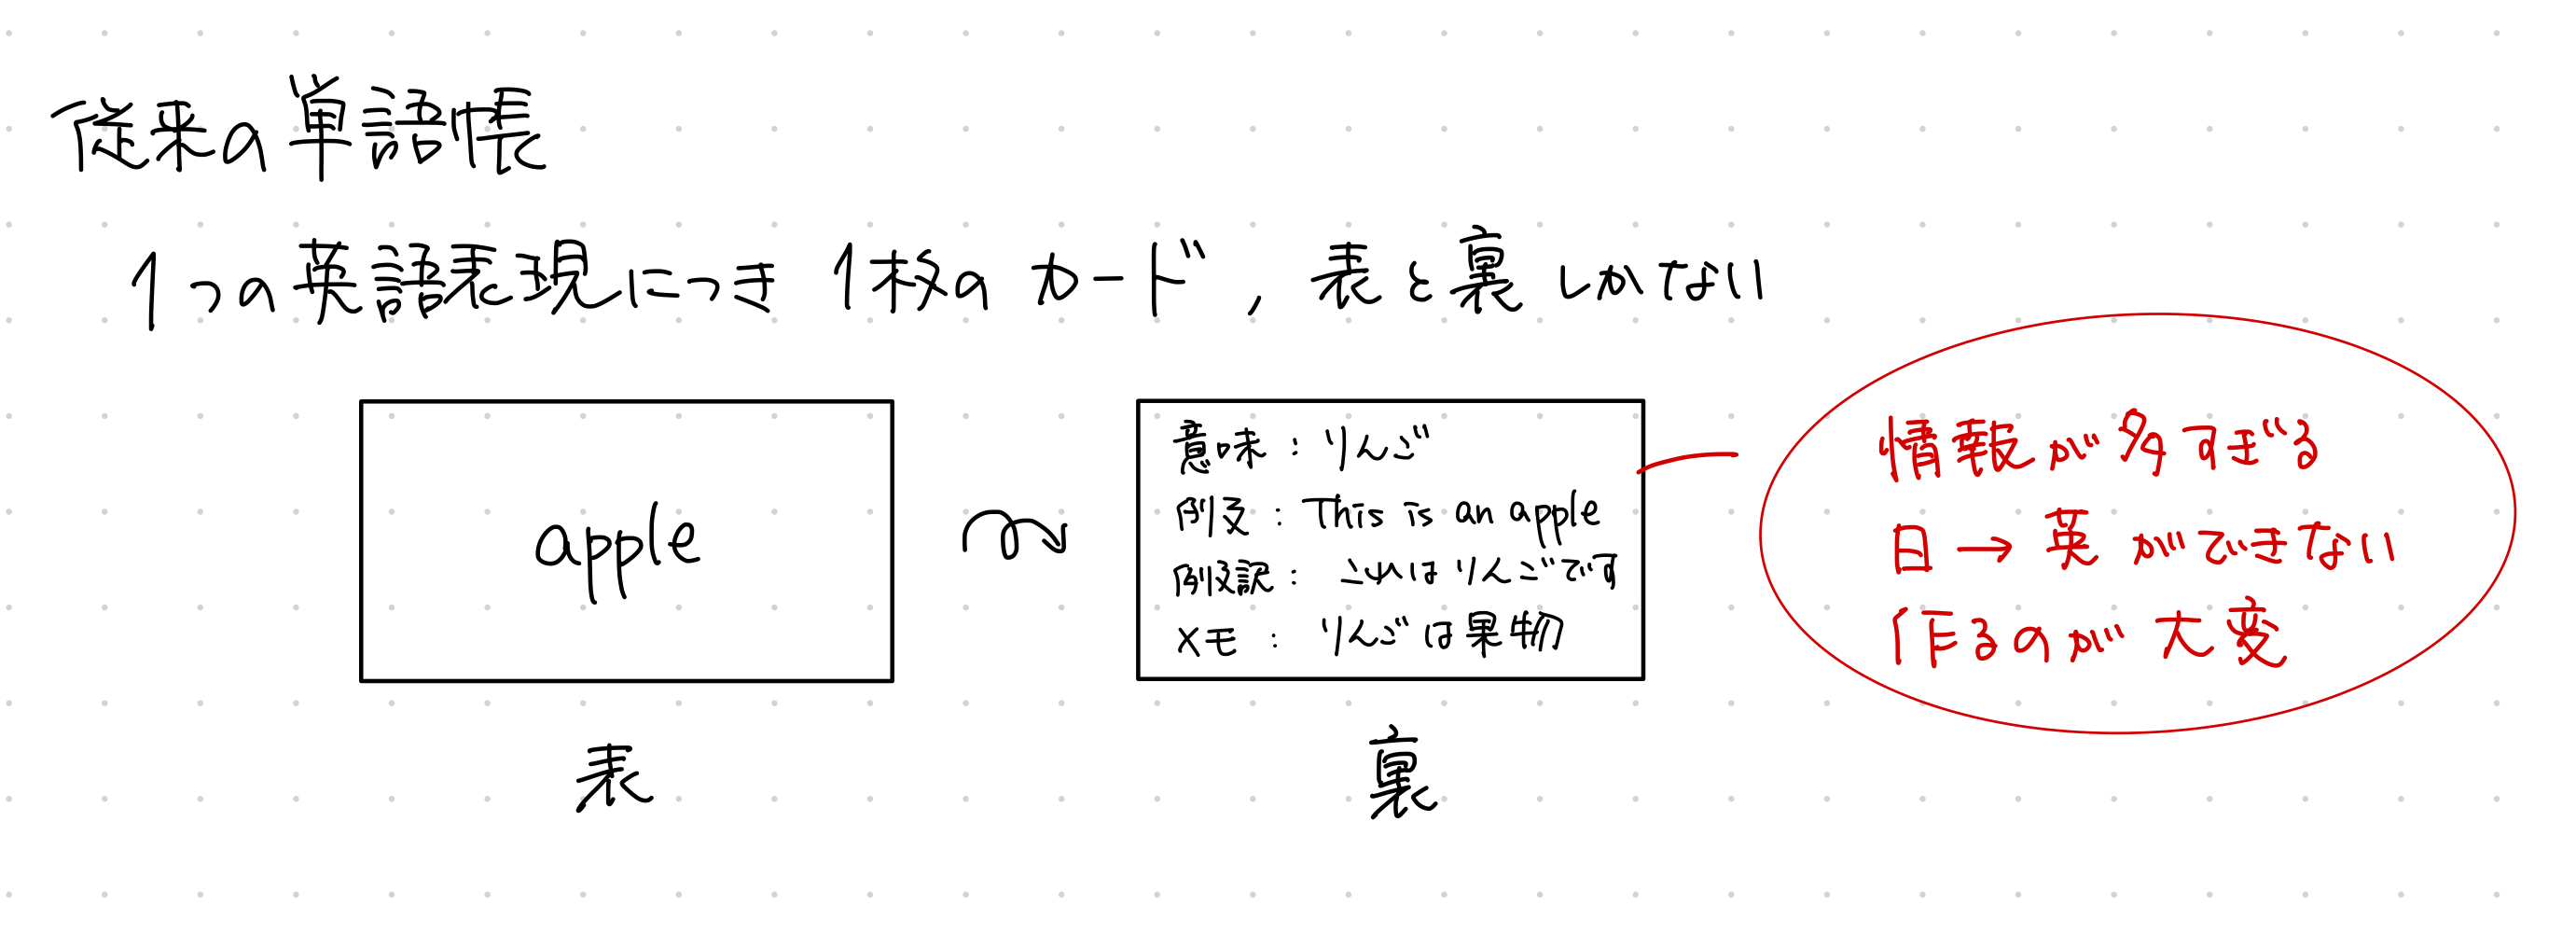 従来の単語帳
1つの英語表現につき 1枚の カード, 表と裏しかない
apple
意味:りんご
例文: This is an apple
例文訳: これはりんごです
メモ: りんごは果物
情報が多すぎる
日→英ができない
作るのが大変
表
裏